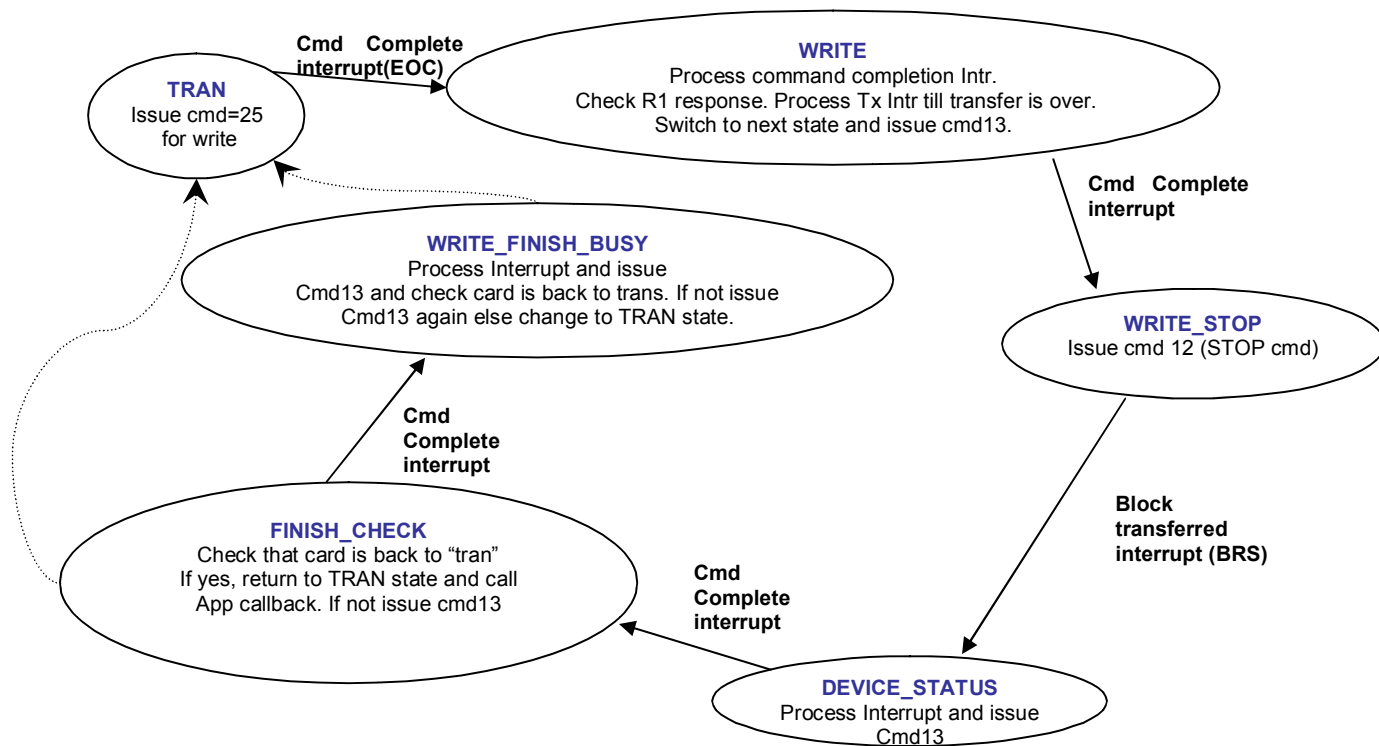 Cmd Complete
interrupt(EOC)
TRAN
Issue cmd=25
for write
WRITE
Process command completion Intr.
Check R1 response. Process Tx Intr till transfer is over.
Switch to next state and issue cmd13.
Cmd Complete
interrupt
WRITE_FINISH_BUSY
Process Interrupt and issue
Cmd13 and check card is back to trans. If not issue
Cmd13 again else change to TRAN state.
WRITE_STOP
Issue cmd 12 (STOP cmd)
Cmd
Complete
interrupt
Block
transferred
interrupt (BRS)
FINISH_CHECK
Check that card is back to “tran”
If yes, return to TRAN state and call
App callback. If not issue cmd13
Cmd
Complete
interrupt
DEVICE_STATUS
Process Interrupt and issue
Cmd13